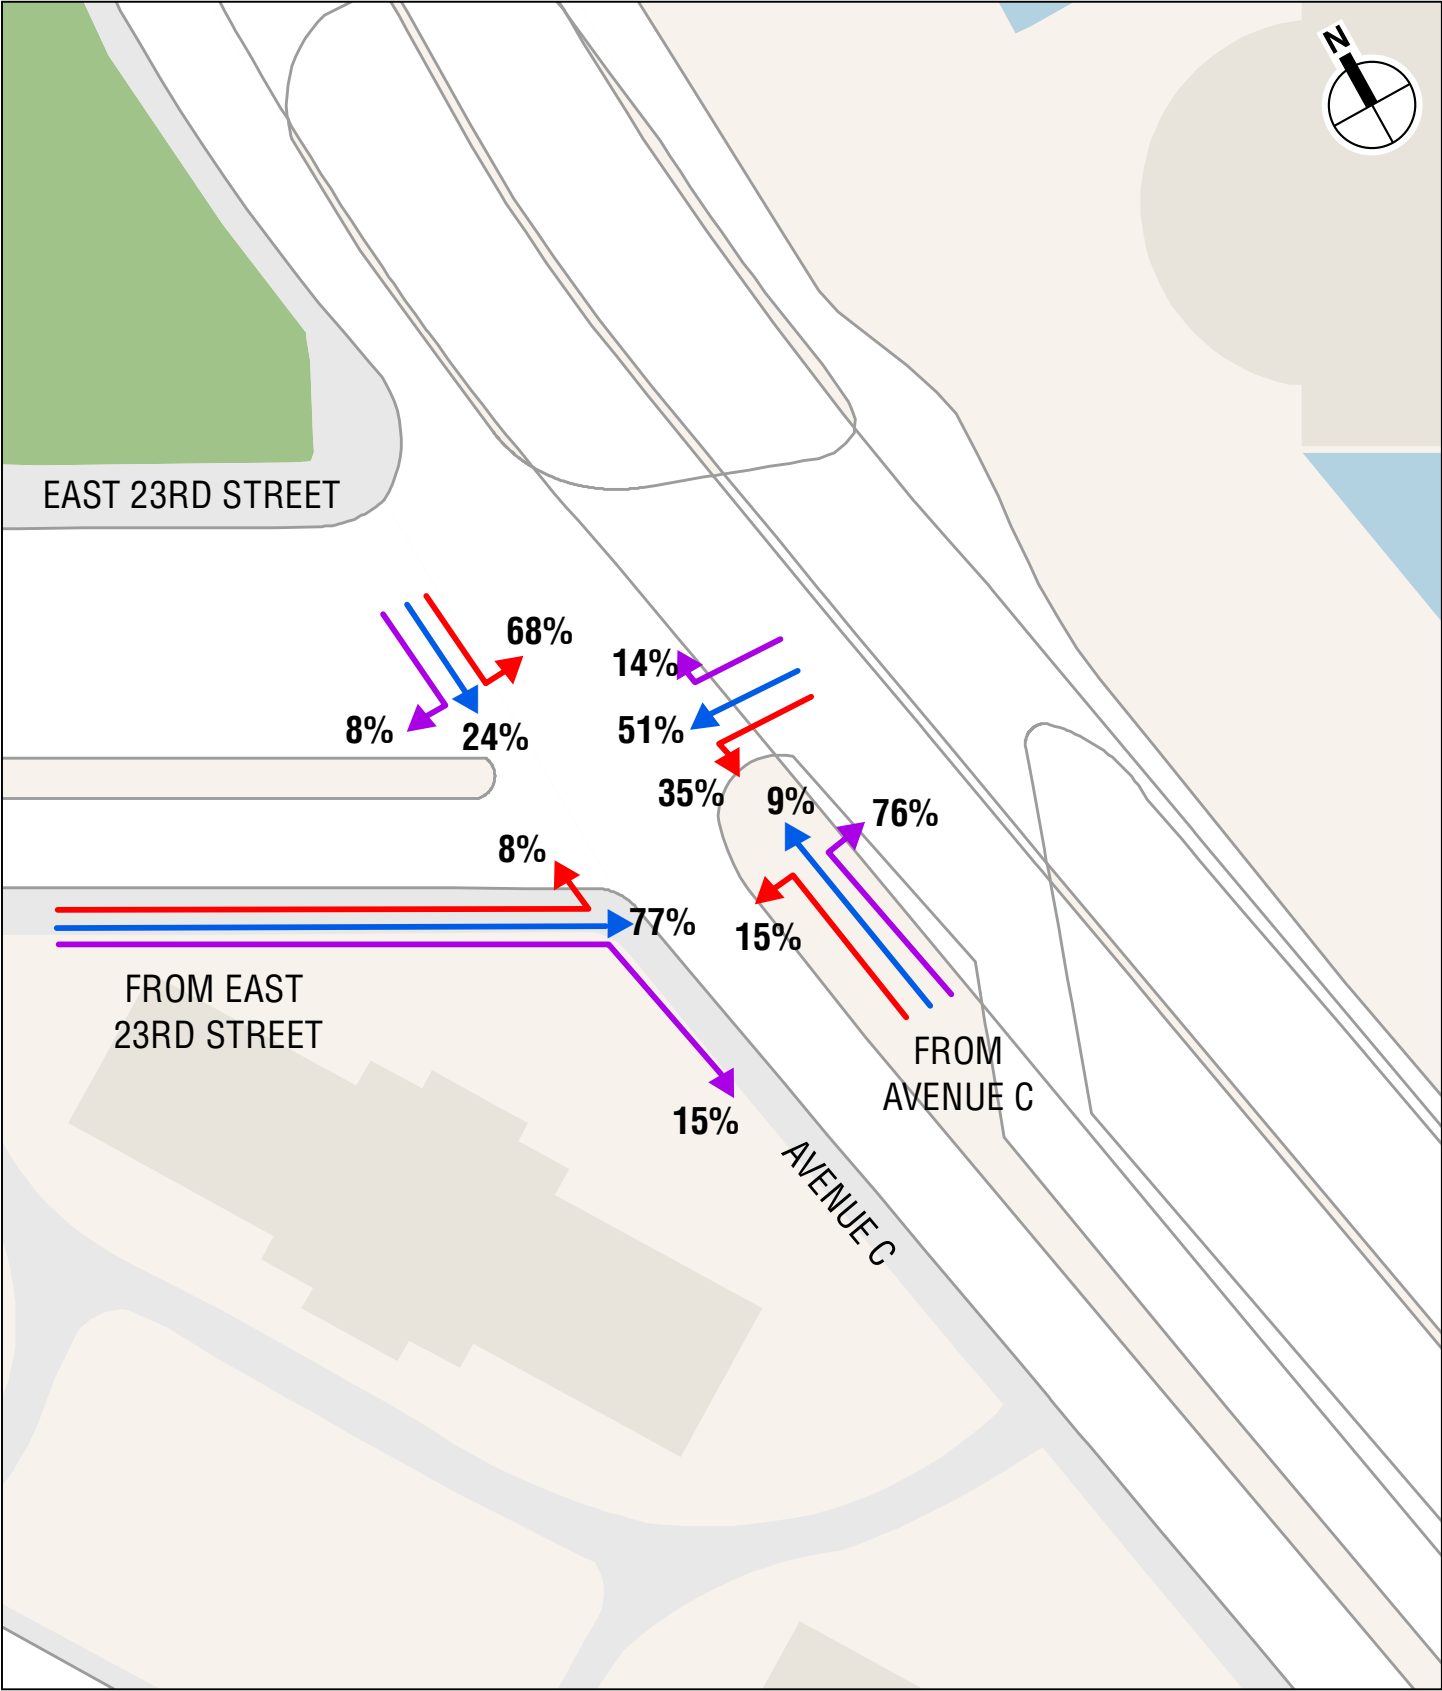 N
EAST 23RD STREET
68%
14%
8%
24%
51%
35%
9%
76%
8%
77%
15%
FROM EAST
23RD STREET
FROM
AVENUE C
15%
AVENUE C